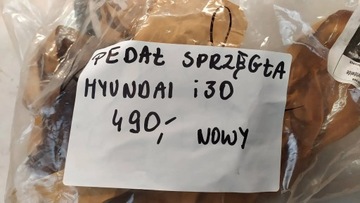 PEDAŁ SPRZĘGŁA
HYUNDAI i30
490,-
NOWY